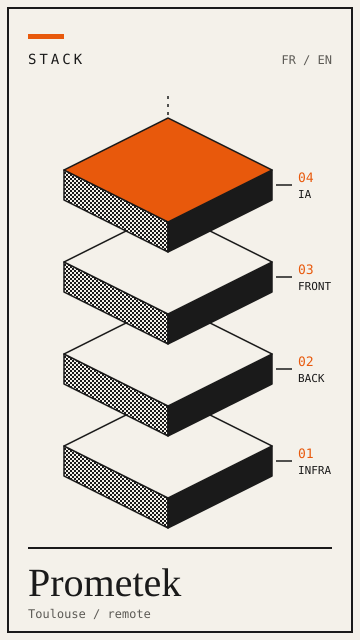 STACK
FR / EN
04
IA
03
FRONT
02
BACK
01
INFRA
Prometek
Toulouse / remote